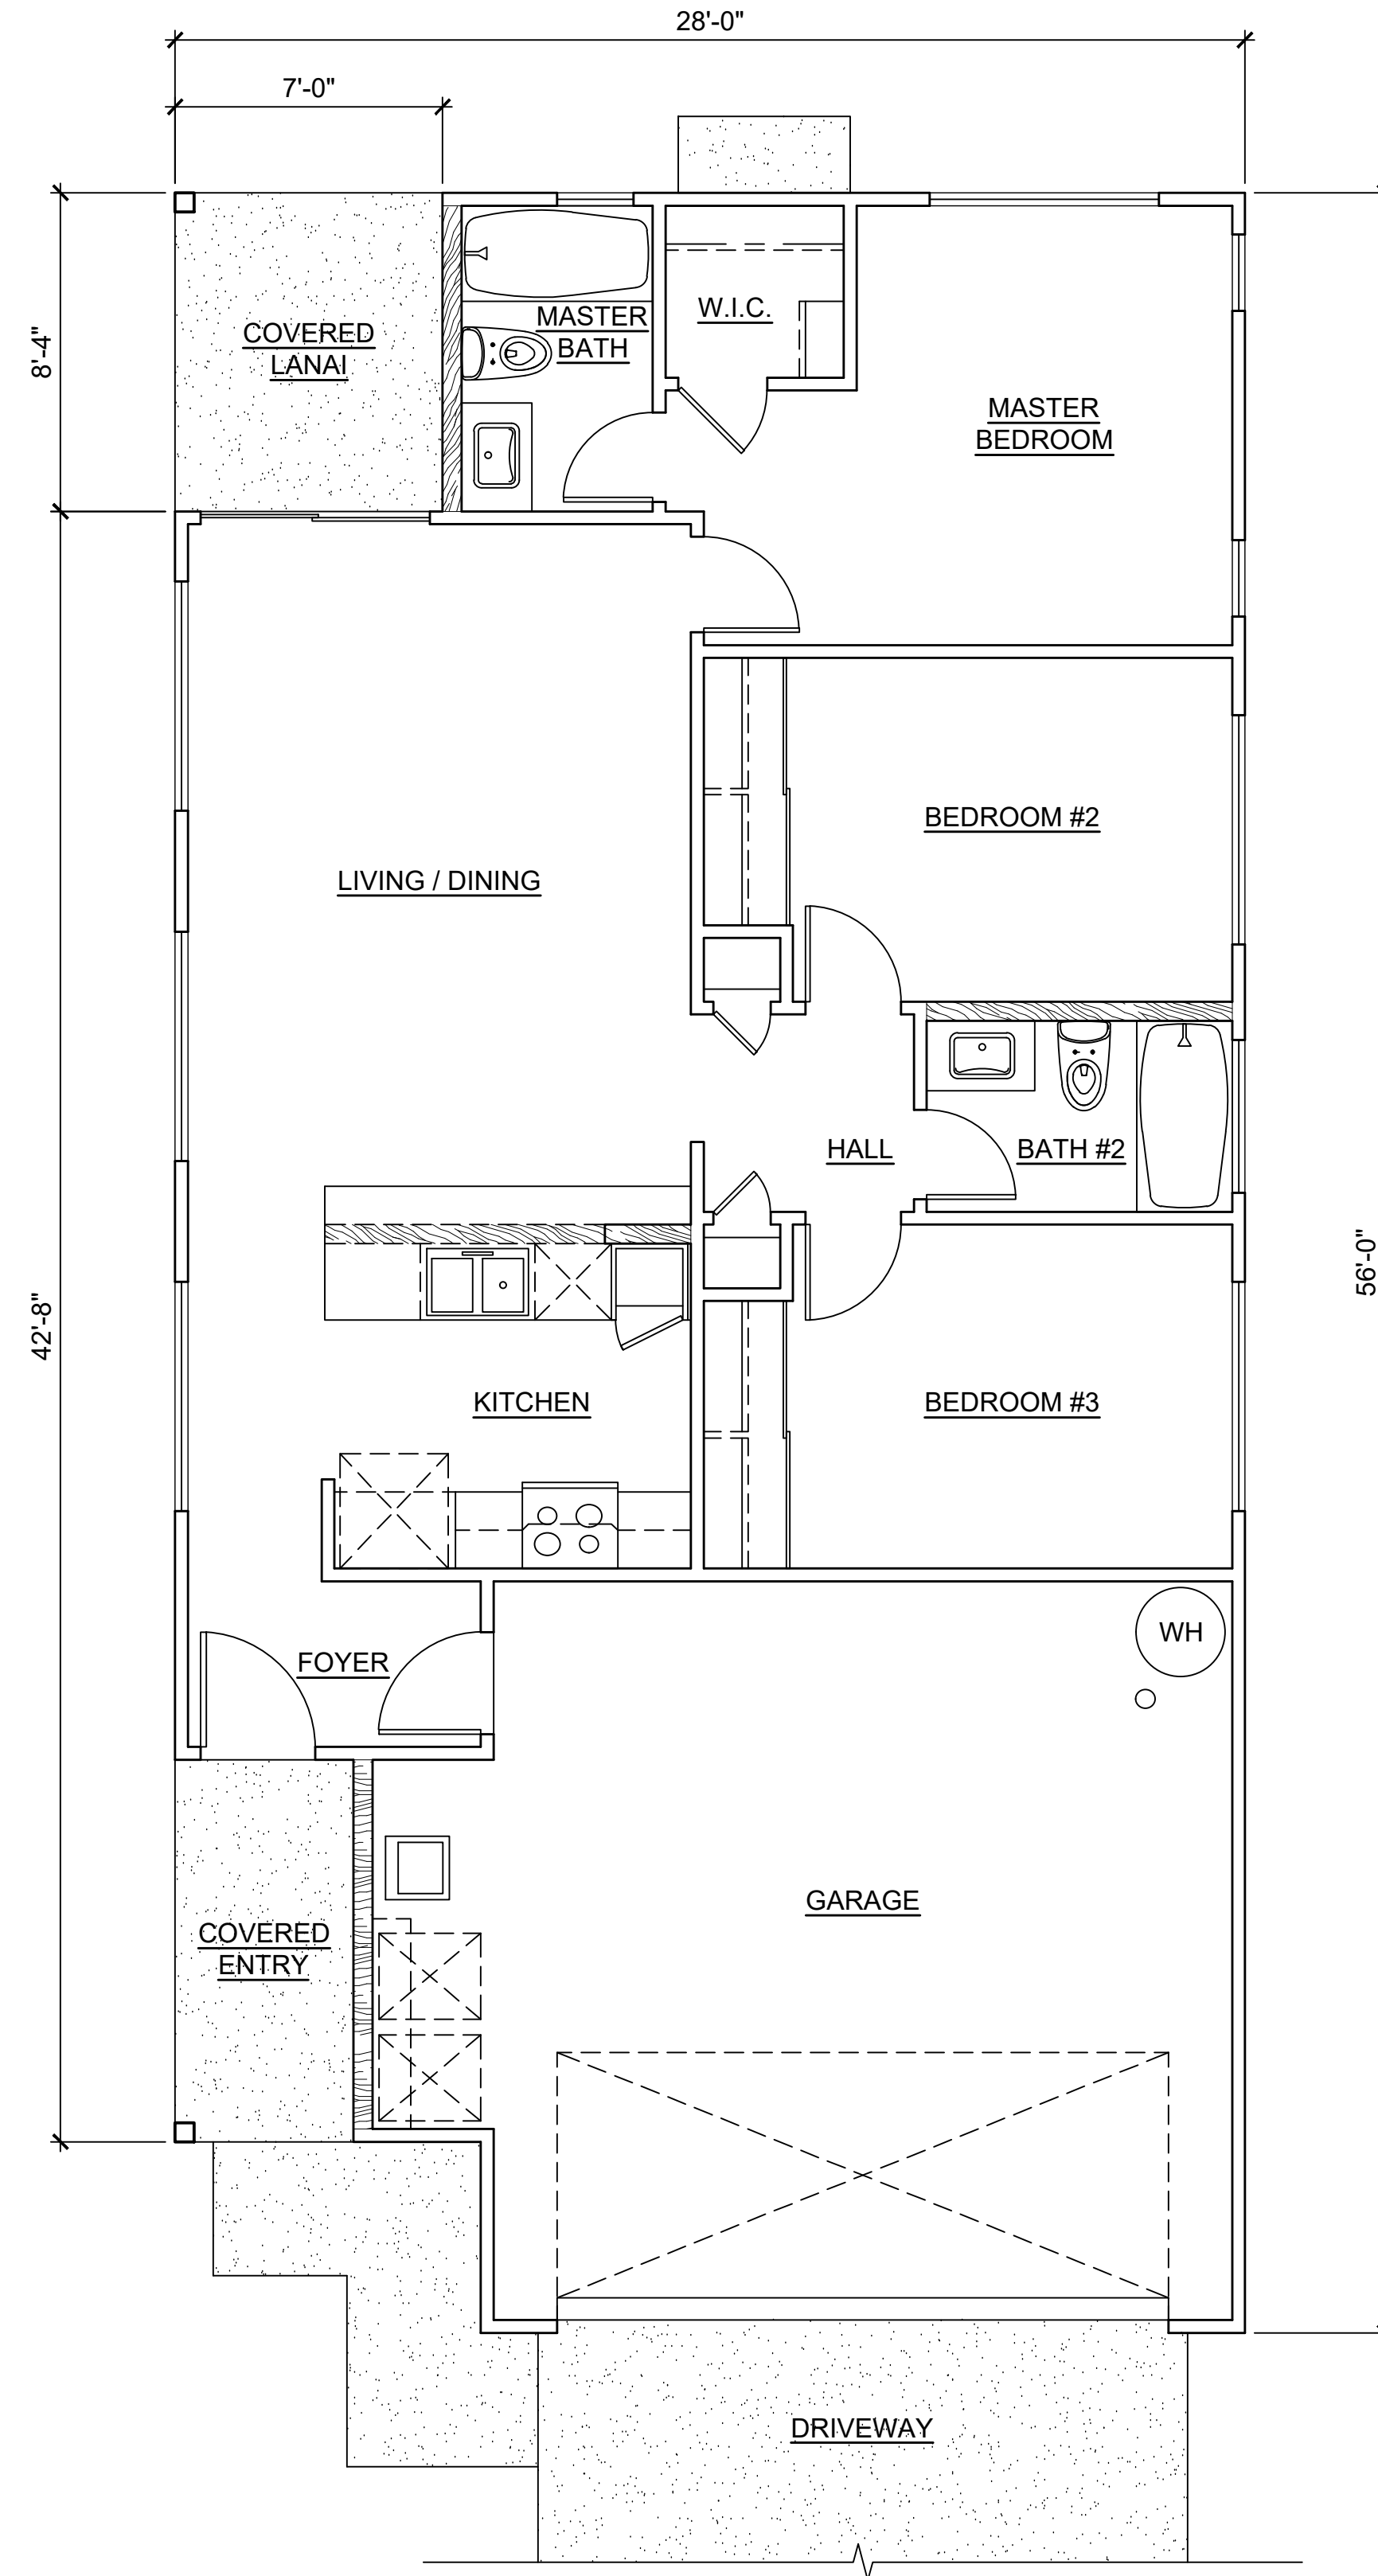 28'-0"
7'-0"
8'-4"
COVERED
LANAI
MASTER
BATH
W.I.C.
MASTER
BEDROOM
BEDROOM #2
LIVING / DINING
HALL
BATH #2
42'-8"
56'-0"
KITCHEN
BEDROOM #3
WH
FOYER
GARAGE
COVERED
ENTRY
DRIVEWAY